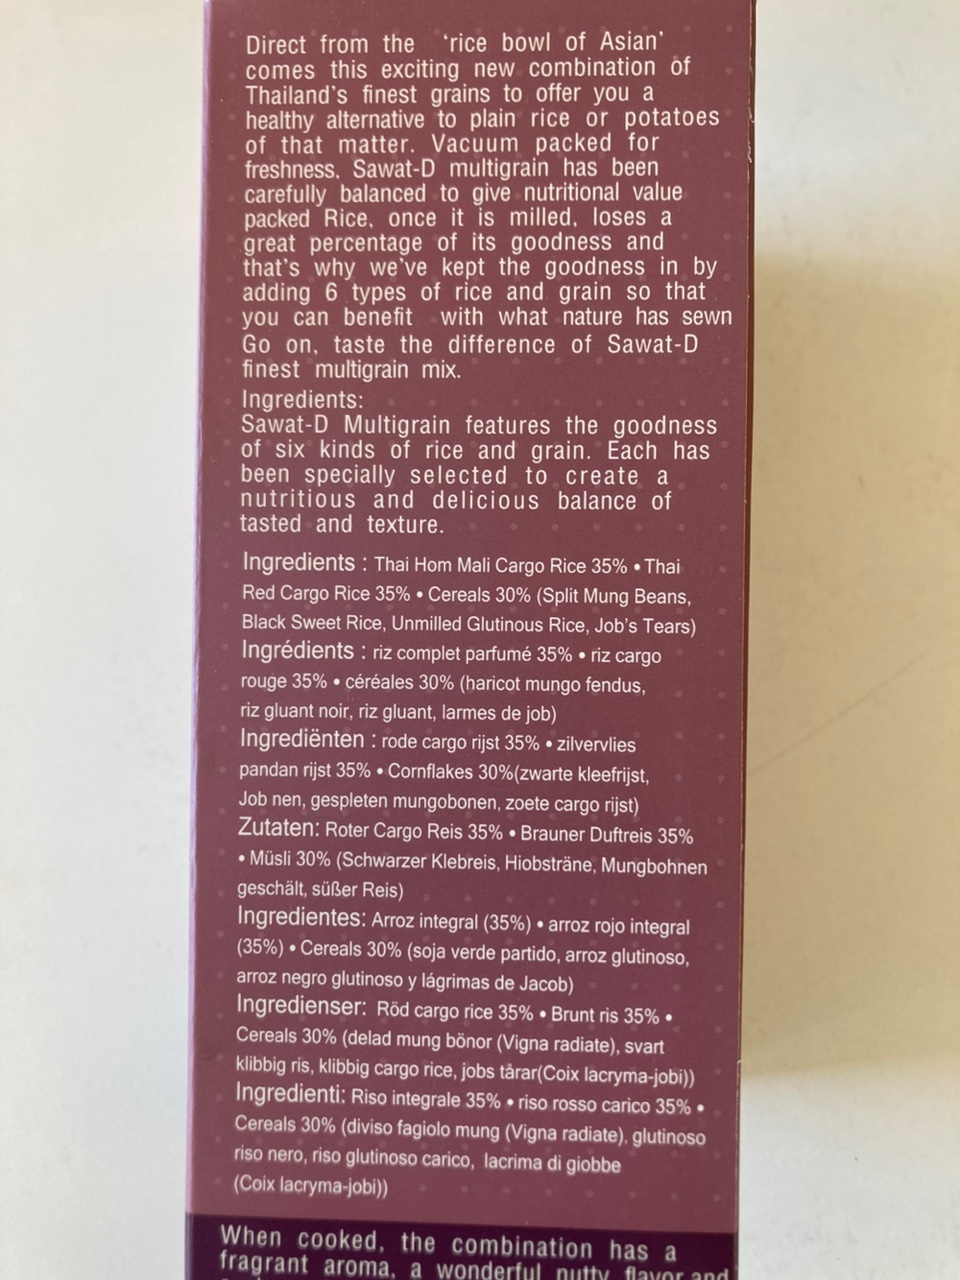 Direct from the 'rice bowl of Asian'
comes this exciting new combination of
Thailand's finest grains to offer you a
healthy alternative to plain rice or potatoes
of that matter. Vacuum packed for
freshness, Sawat-D multigrain has been
carefully balanced to give nutritional value
packed Rice, once it is milled, loses a
great percentage of its goodness and
that's why we've kept the goodness in by
adding 6 types of rice and grain so that
you can benefit with what nature has sewn
Go on, taste the difference of Sawat-D
finest multigrain mix.
Ingredients:
Sawat-D Multigrain features the goodness
of six kinds of rice and grain. Each has
been specially selected to create a
nutritious and delicious balance of
tasted and texture.
Ingredients : Thai Hom Mali Cargo Rice 35% • Thai
Red Cargo Rice 35% • Cereals 30% (Split Mung Beans,
Black Sweet Rice, Unmilled Glutinous Rice, Job's Tears)
Ingrédients : riz complet parfumé 35% • riz cargo
rouge 35% • céréales 30% (haricot mungo fendus,
riz gluant noir, riz gluant, larmes de job)
Ingrediënten : rode cargo rijst 35% • zilvervlies
pandan rijst 35% • Cornflakes 30%(zwarte kleefrijst,
Job nen, gespleten mungobonen, zoete cargo rijst)
Zutaten: Roter Cargo Reis 35% • Brauner Duftreis 35%
• Müsli 30% (Schwarzer Klebreis, Hiobsträne, Mungbohnen
geschält, süßer Reis)
Ingredientes: Arroz integral (35%) • arroz rojo integral
(35%) • Cereals 30% (soja verde partido, arroz glutinoso,
arroz negro glutinoso y lágrimas de Jacob)
Ingredienser: Röd cargo rice 35% • Brunt ris 35% •
Cereals 30% (delad mung bönor (Vigna radiate), svart
klibbig ris, klibbig cargo rice, jobs tårar(Coix lacryma-jobi))
Ingredienti: Riso integrale 35% • riso rosso carico 35% •
Cereals 30% (diviso fagiolo mung (Vigna radiate), glutinoso
riso nero, riso glutinoso carico, lacrima di giobbe
(Coix lacryma-jobi))
When cooked, the combination has a
fragrant aroma, a wonderful nutty flavor and